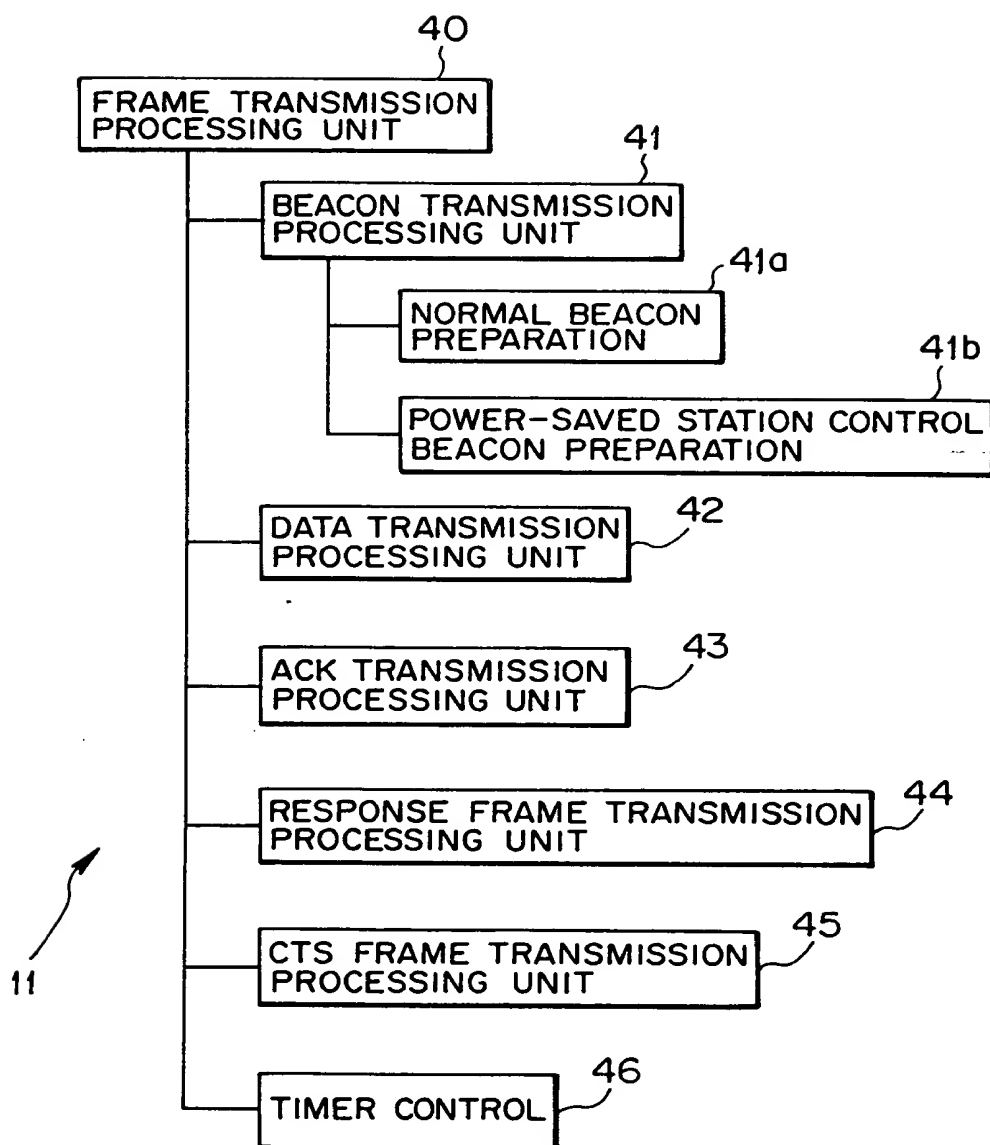 40
FRAME TRANSMISSION
PROCESSING UNIT
41
BEACON TRANSMISSION
PROCESSING UNIT
41a
NORMAL BEACON
PREPARATION
41b
POWER-SAVED STATION CONTROL
BEACON PREPARATION
42
DATA TRANSMISSION
PROCESSING UNIT
43
ACK TRANSMISSION
PROCESSING UNIT
44
RESPONSE FRAME TRANSMISSION
PROCESSING UNIT
45
CTS FRAME TRANSMISSION
PROCESSING UNIT
11
46
TIMER CONTROL